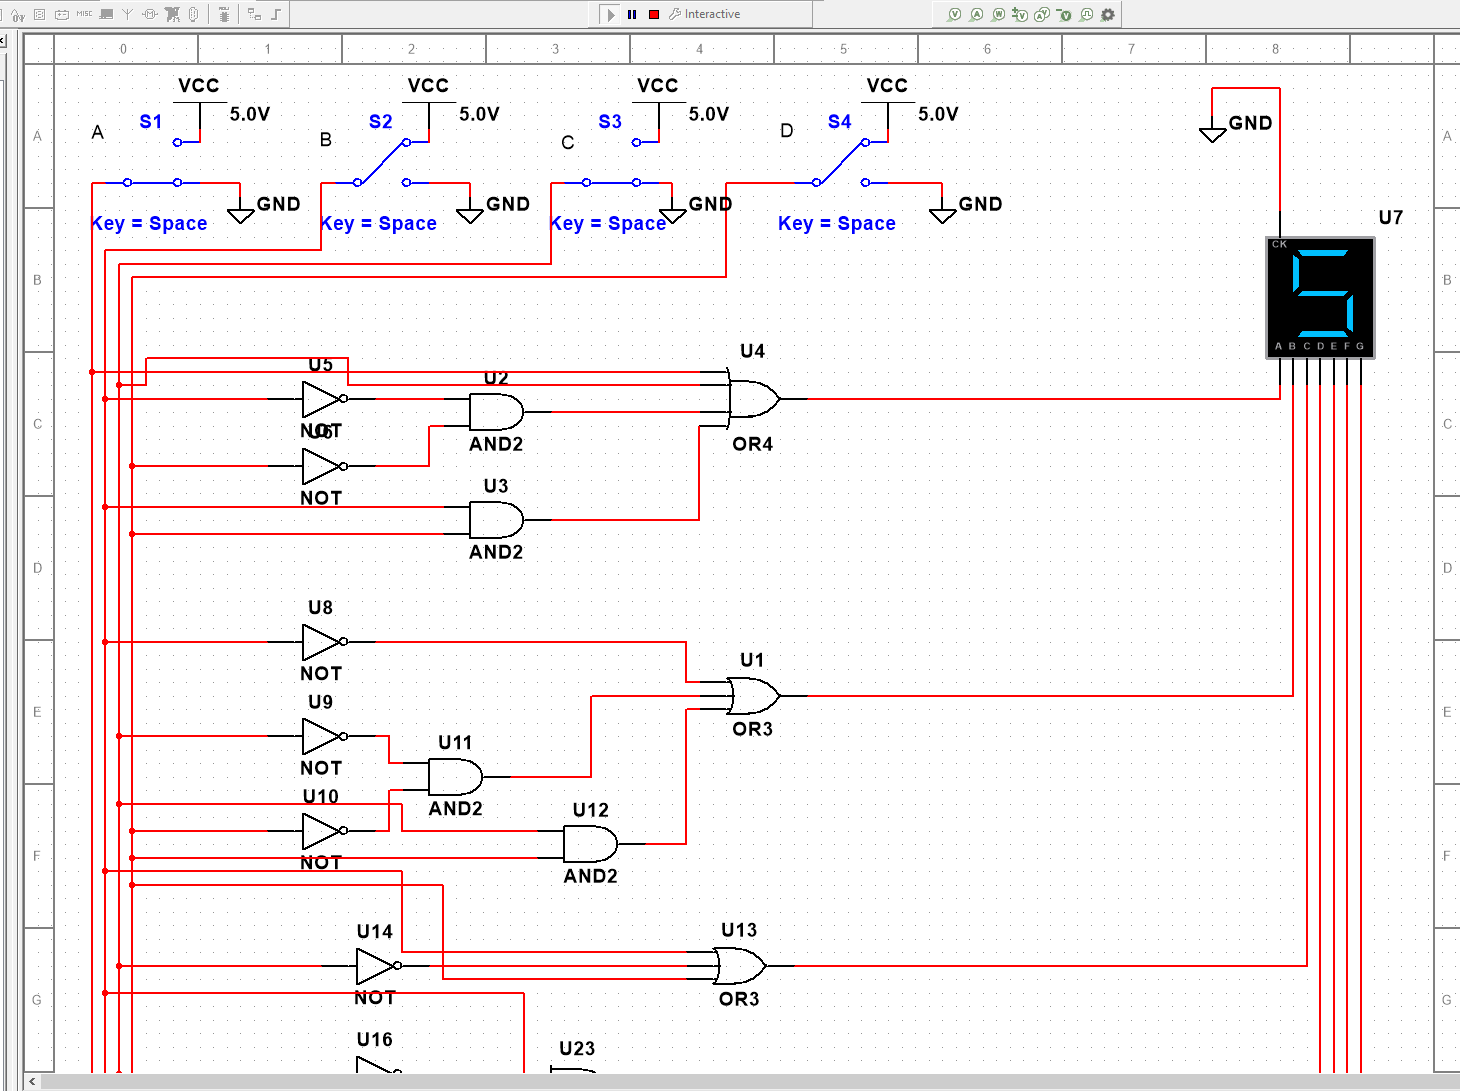 MISC Interactive
0 1 2 3 4 5 6 7 8
VCC VCC VCC VCC
5.0V 5.0V 5.0V 5.0V
A S1 B S2 C S3 D S4
GND
A A
GND GND GND GND
Key = Space Key = Space Key = Space Key = Space
U7
CK
B B
A B C D E F G
U4
U5
U2
C C
NOT U6
AND2
OR4
U3
NOT
AND2
D D
U8
U1
NOT
U9
E E
OR3
U11
NOT
U10
AND2 U12
F F
NOT
AND2
U14 U13
NOT OR3
G G
U16
U23